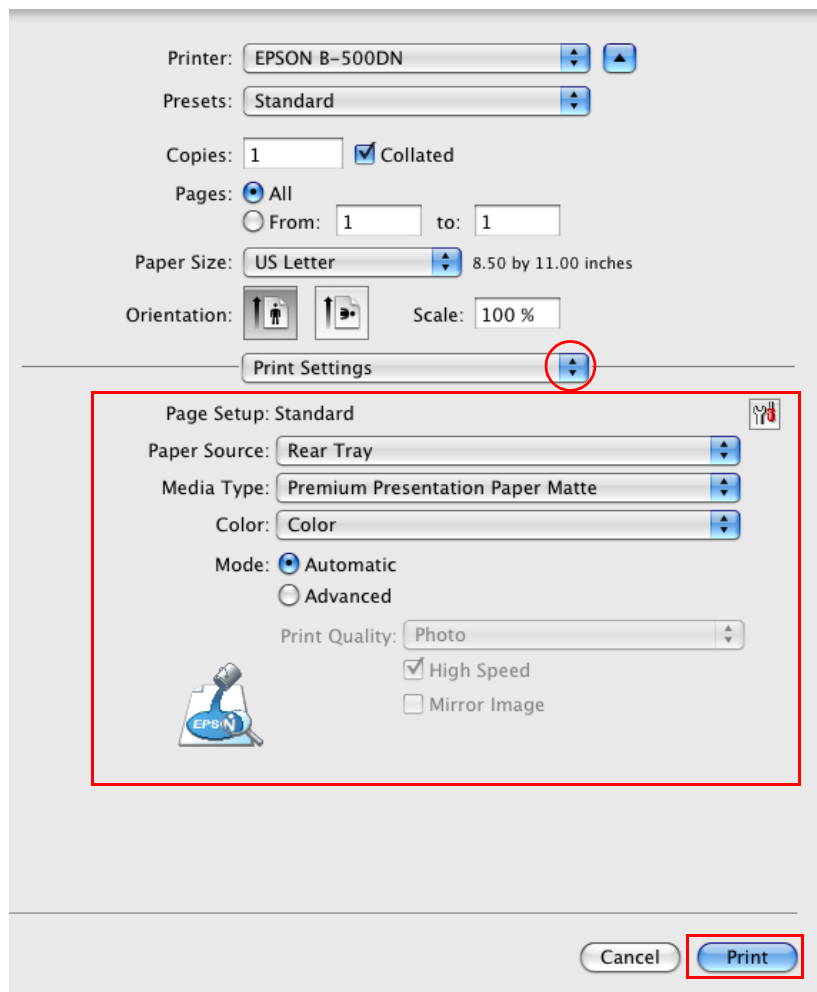 Printer: EPSON B-500DN
Presets: Standard
Copies: 1 Collated
Pages: All
From: 1 to: 1
Paper Size: US Letter 8.50 by 11.00 inches
Orientation: Scale: 100 %
Print Settings
Page Setup: Standard
Paper Source: Rear Tray
Media Type: Premium Presentation Paper Matte
Color: Color
Mode: Automatic
Advanced
Print Quality: Photo
High Speed
Mirror Image
EPSON
Cancel Print